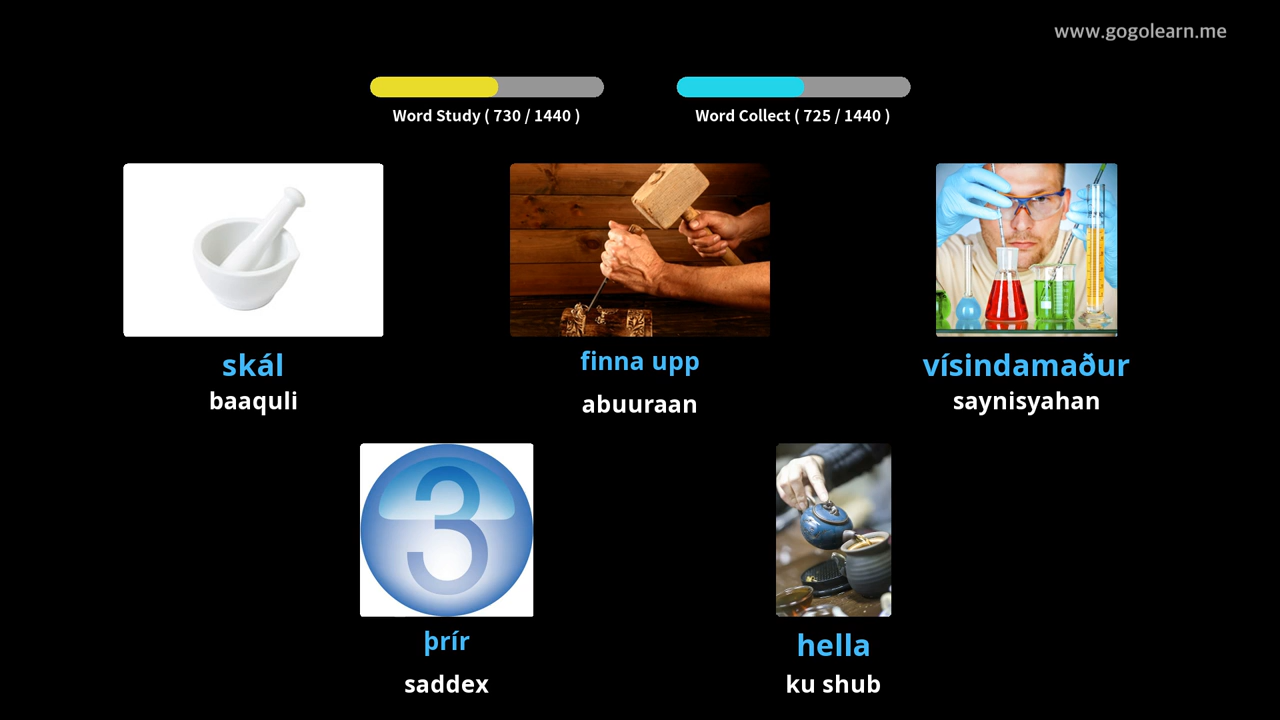 www.gogolearn.me
Word Study ( 730 / 1440 )
Word Collect ( 725 / 1440 )
skál
baaquli
finna upp
abuuraan
vísindamaður
saynisyahan
3
þrír
saddex
hella
ku shub